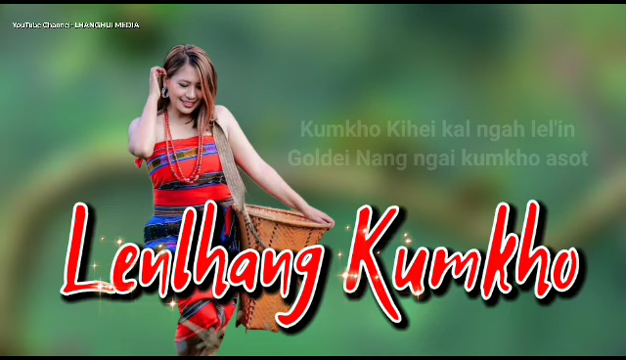 YouTube Channel - LHANGHUI MEDIA
Kumkho Kihei kal ngah lel'in
Goldei Nang ngai kumkho asot
Lenlhang Kumkho